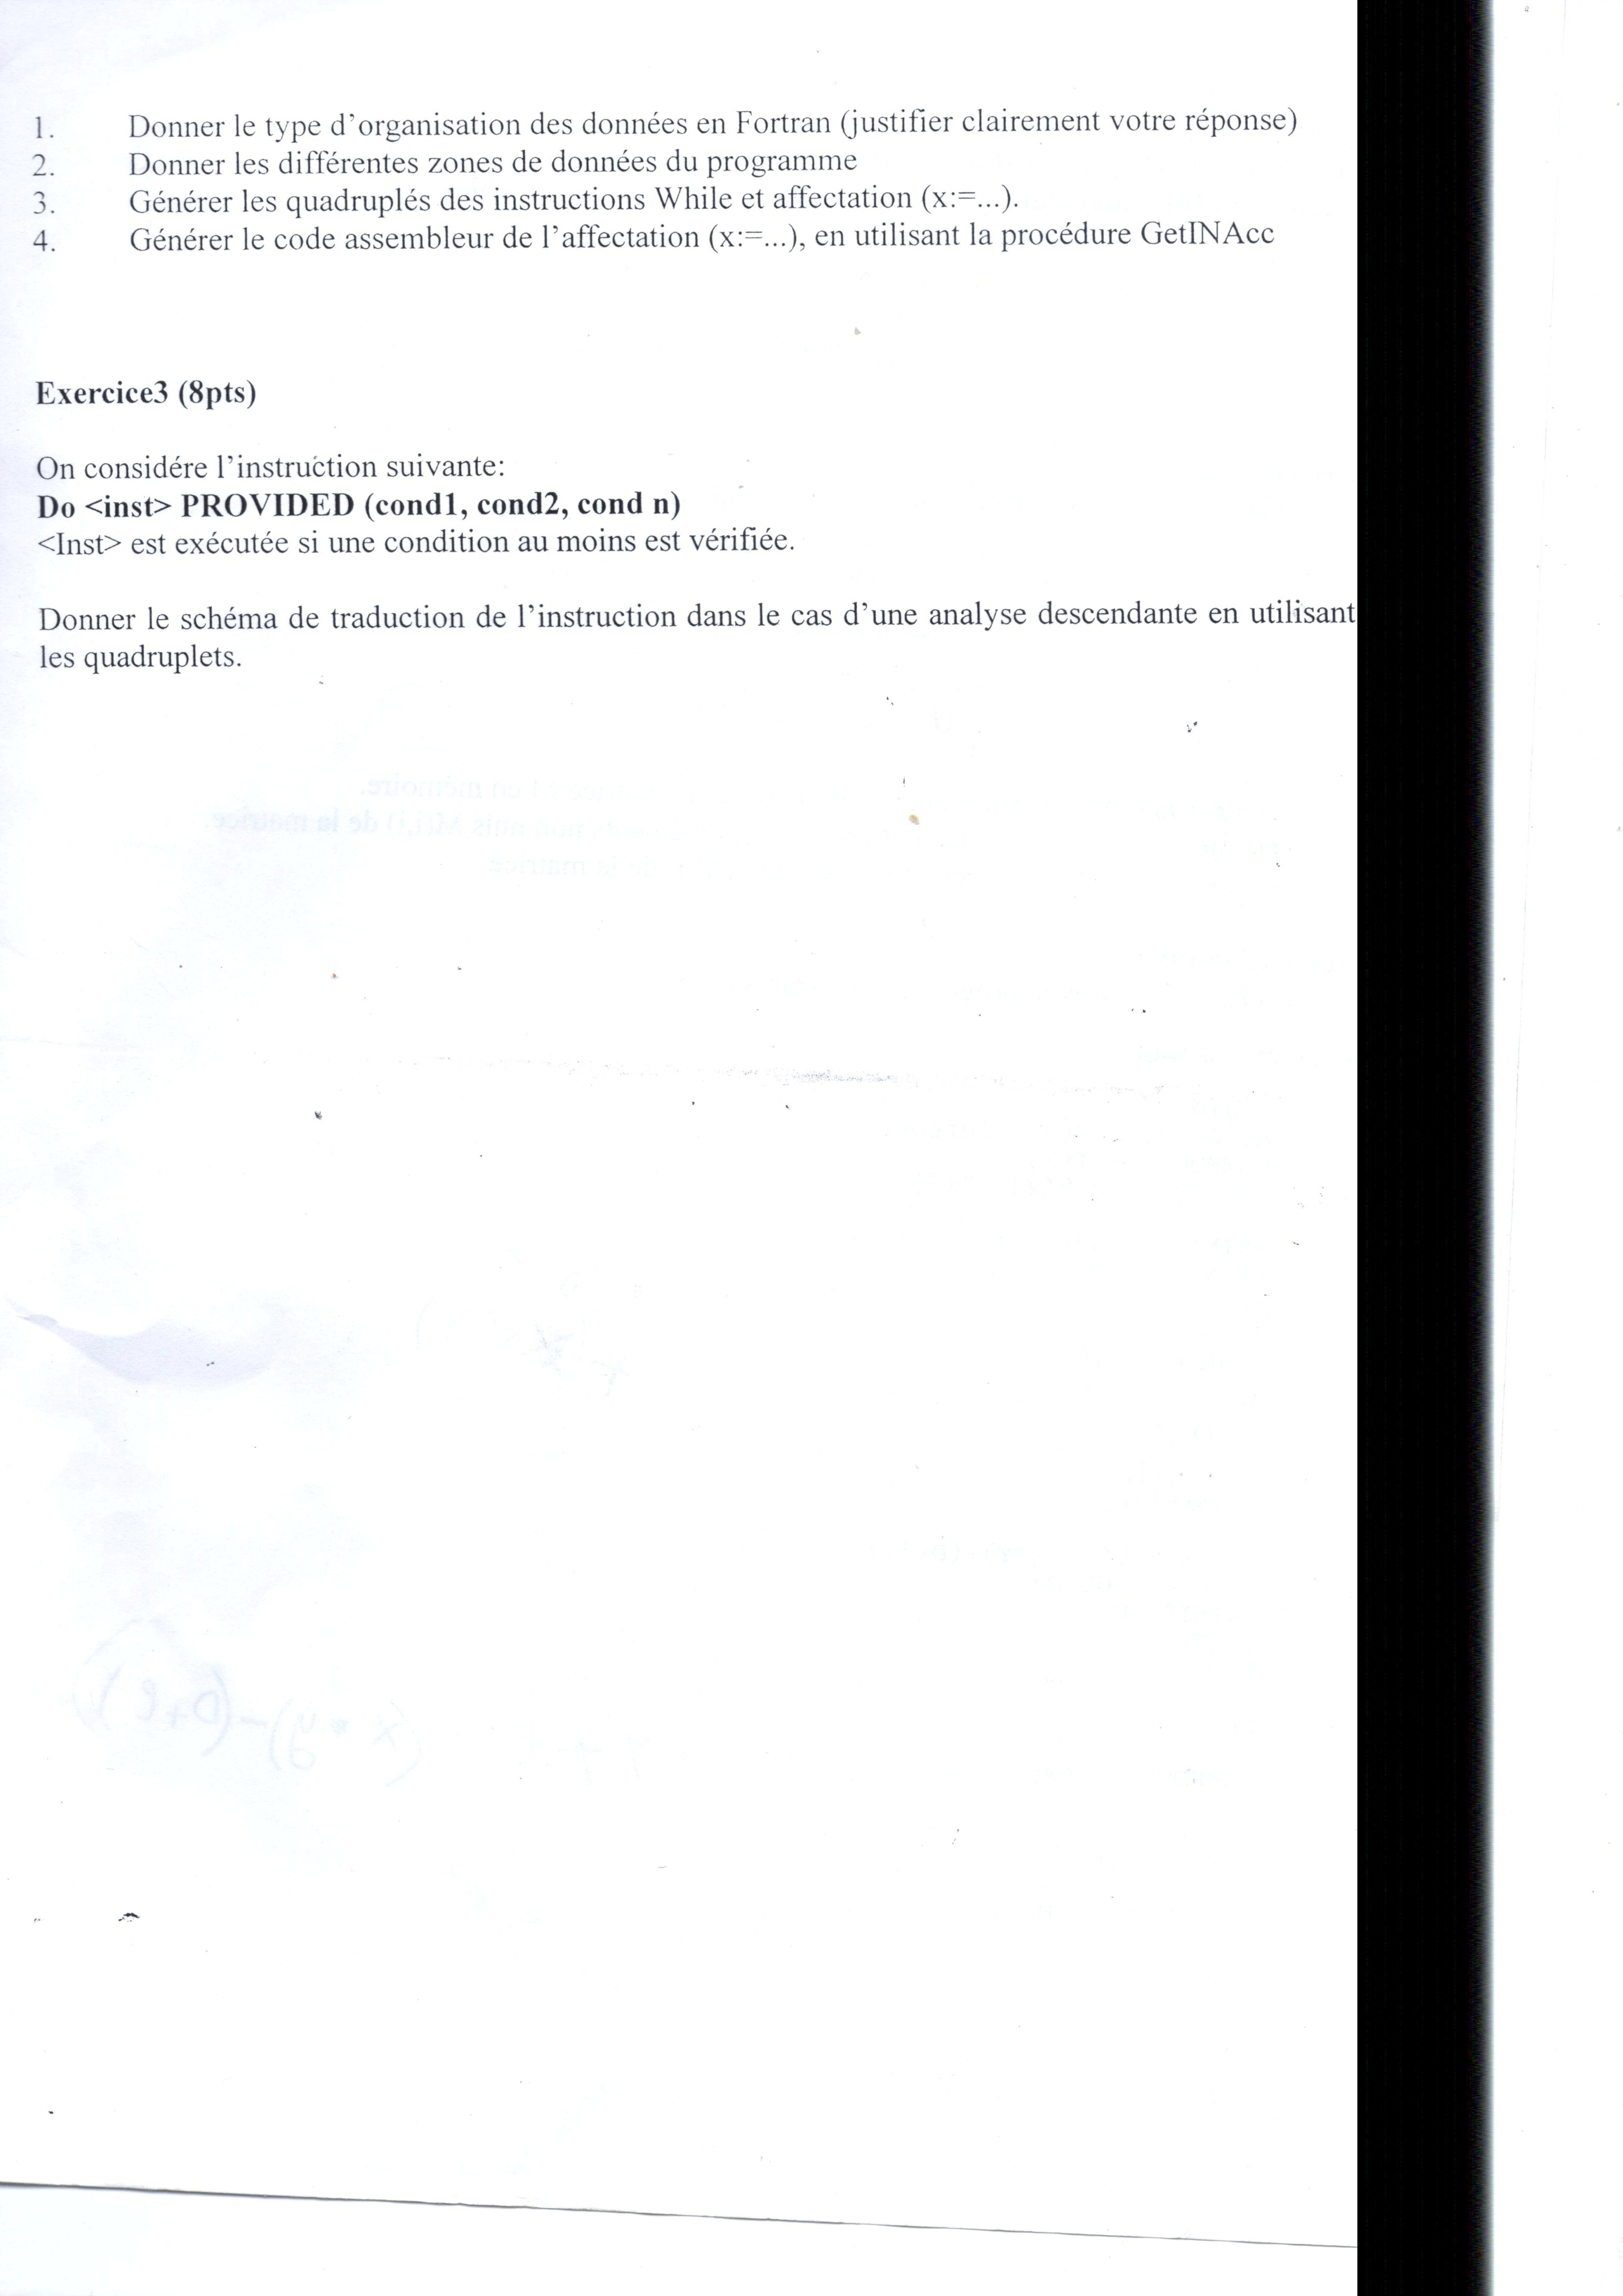 1. Donner le type d'organisation des données en Fortran (justifier clairement votre réponse)
2. Donner les différentes zones de données du programme
3. Générer les quadruplés des instructions While et affectation (x:=...).
4. Générer le code assembleur de l'affectation (x:=...), en utilisant la procédure GetINAcc
Exercice3 (8pts)
On considére l'instruction suivante:
Do <inst> PROVIDED (cond1, cond2, cond n)
<Inst> est exécutée si une condition au moins est vérifiée.
Donner le schéma de traduction de l'instruction dans le cas d'une analyse descendante en utilisant
les quadruplets.